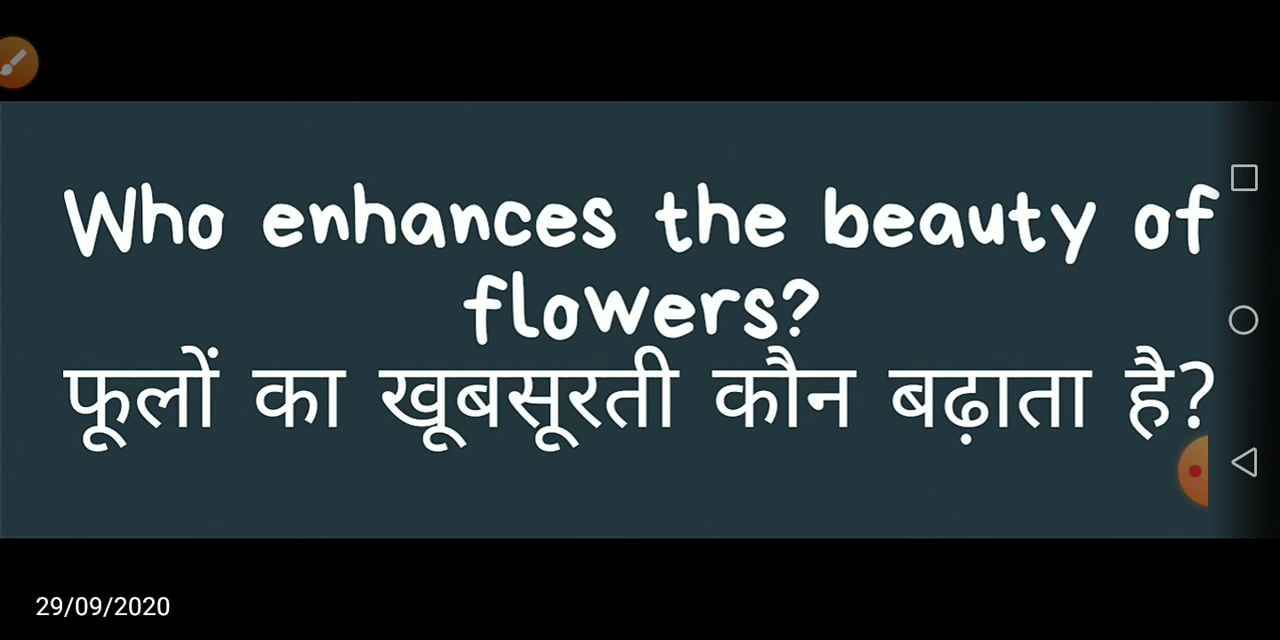 Who enhances the beauty of
flowers?
फूलों का खूबसूरती कौन बढ़ाता है?
29/09/2020